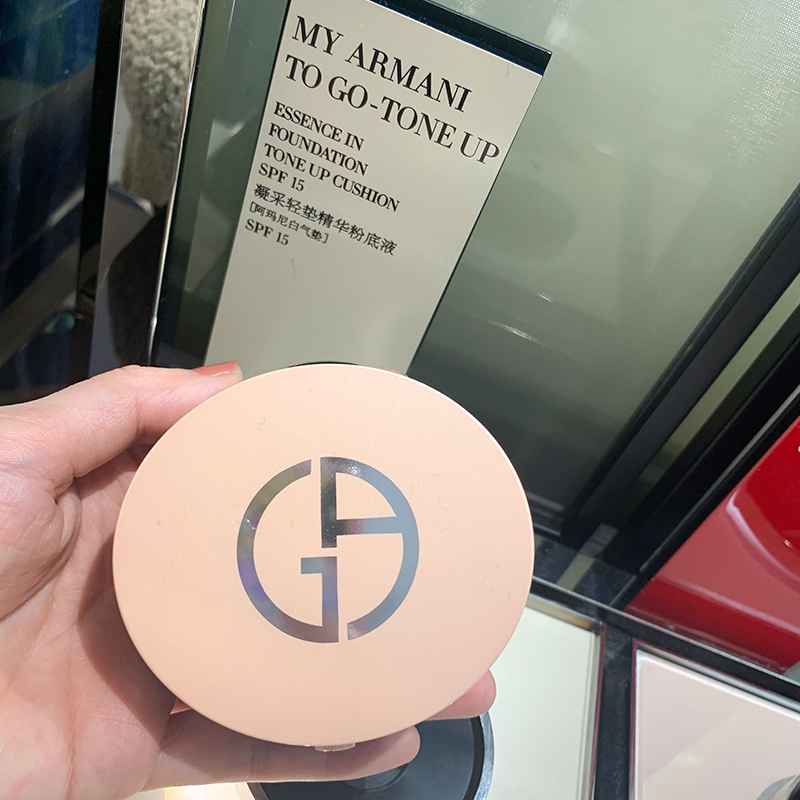 MY ARMANI
TO GO-TONE UP
ESSENCE IN
FOUNDATION
TONE UP CUSHION
SPF 15
凝采轻垫精华粉底液
[阿玛尼白气垫]
SPF 15
GA